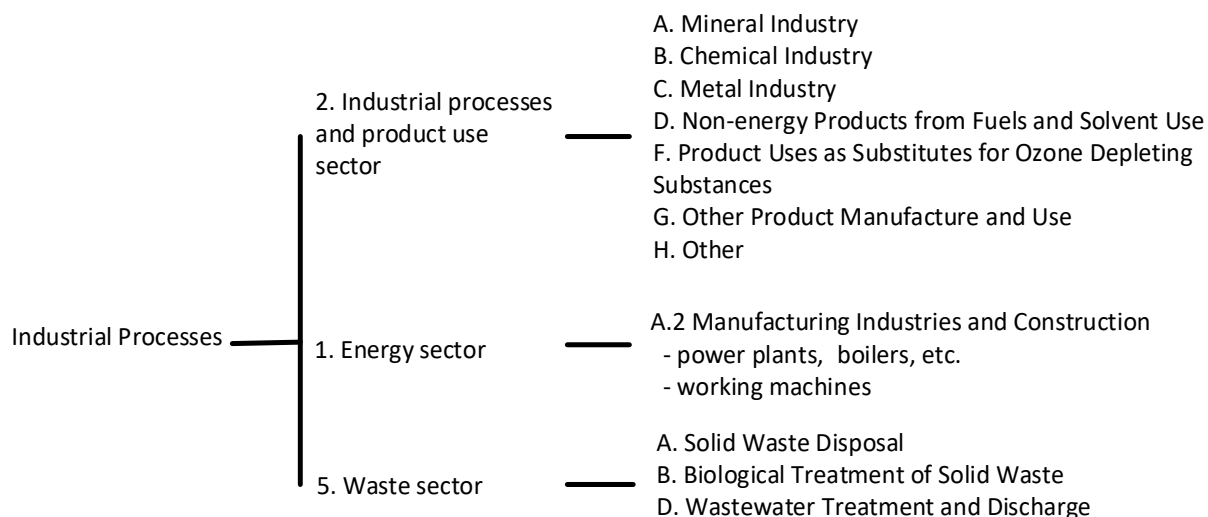 A. Mineral Industry
B. Chemical Industry
C. Metal Industry
D. Non-energy Products from Fuels and Solvent Use
F. Product Uses as Substitutes for Ozone Depleting
Substances
G. Other Product Manufacture and Use
H. Other
2. Industrial processes
and product use
sector
Industrial Processes
1. Energy sector
A.2 Manufacturing Industries and Construction
- power plants, boilers, etc.
- working machines
5. Waste sector
A. Solid Waste Disposal
B. Biological Treatment of Solid Waste
D. Wastewater Treatment and Discharge